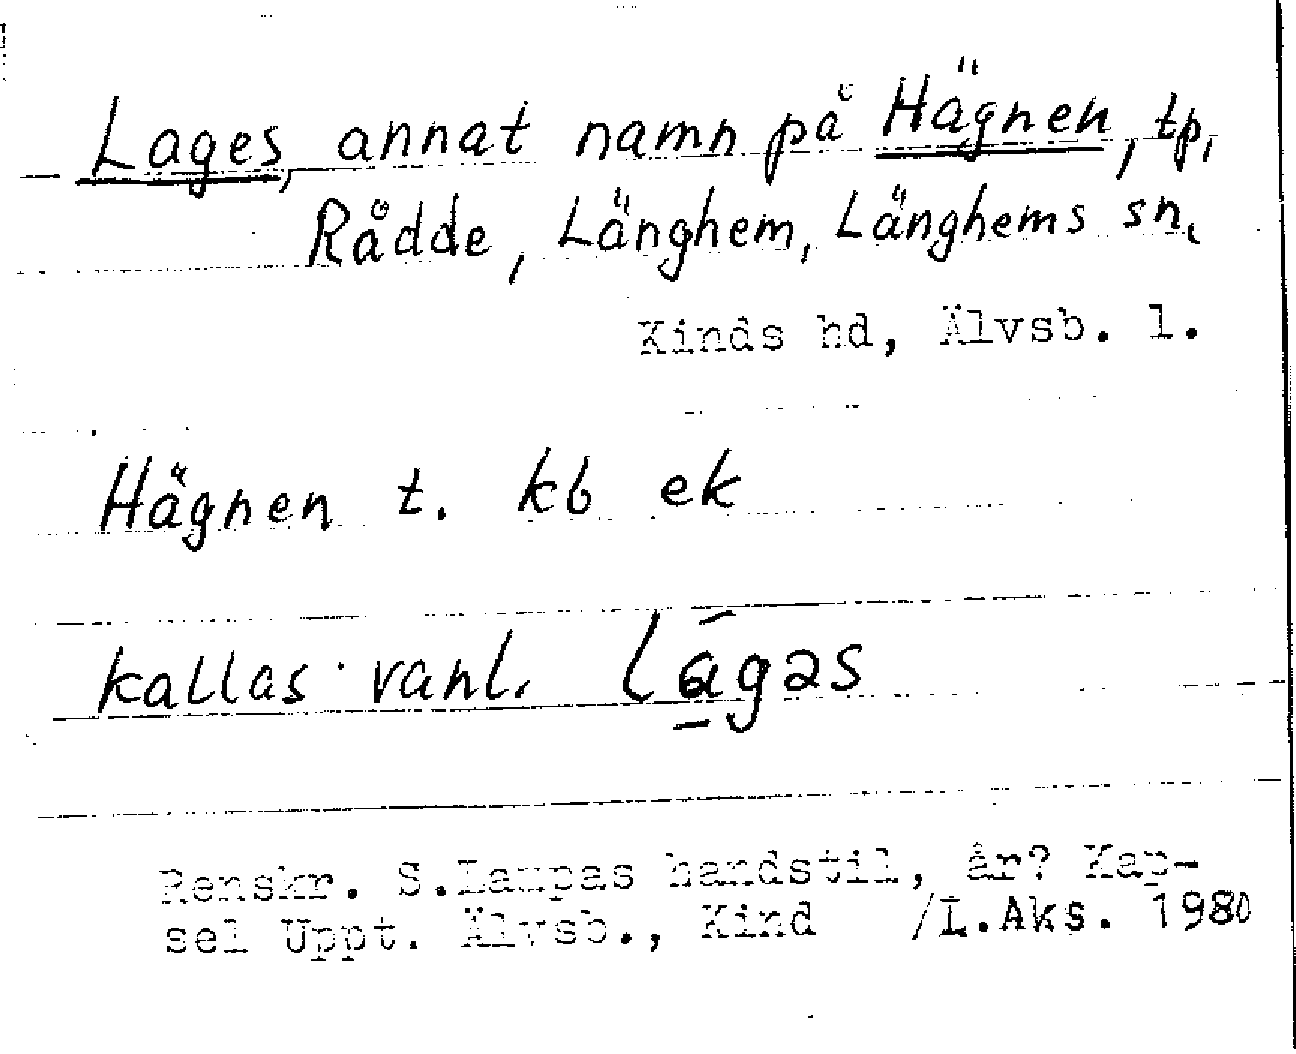 Lages, annat namn på Hägnen, tp,
Rådde, Länghem, Länghems sn.
Kinds hd, Älvsb. l.
Hägnen t. kb ek
kallas vanl. lāgəs
Renskr. S.Lampas handstil, år? Kap-
sel Uppt. Älvsb., Kind /L.Aks. 1980